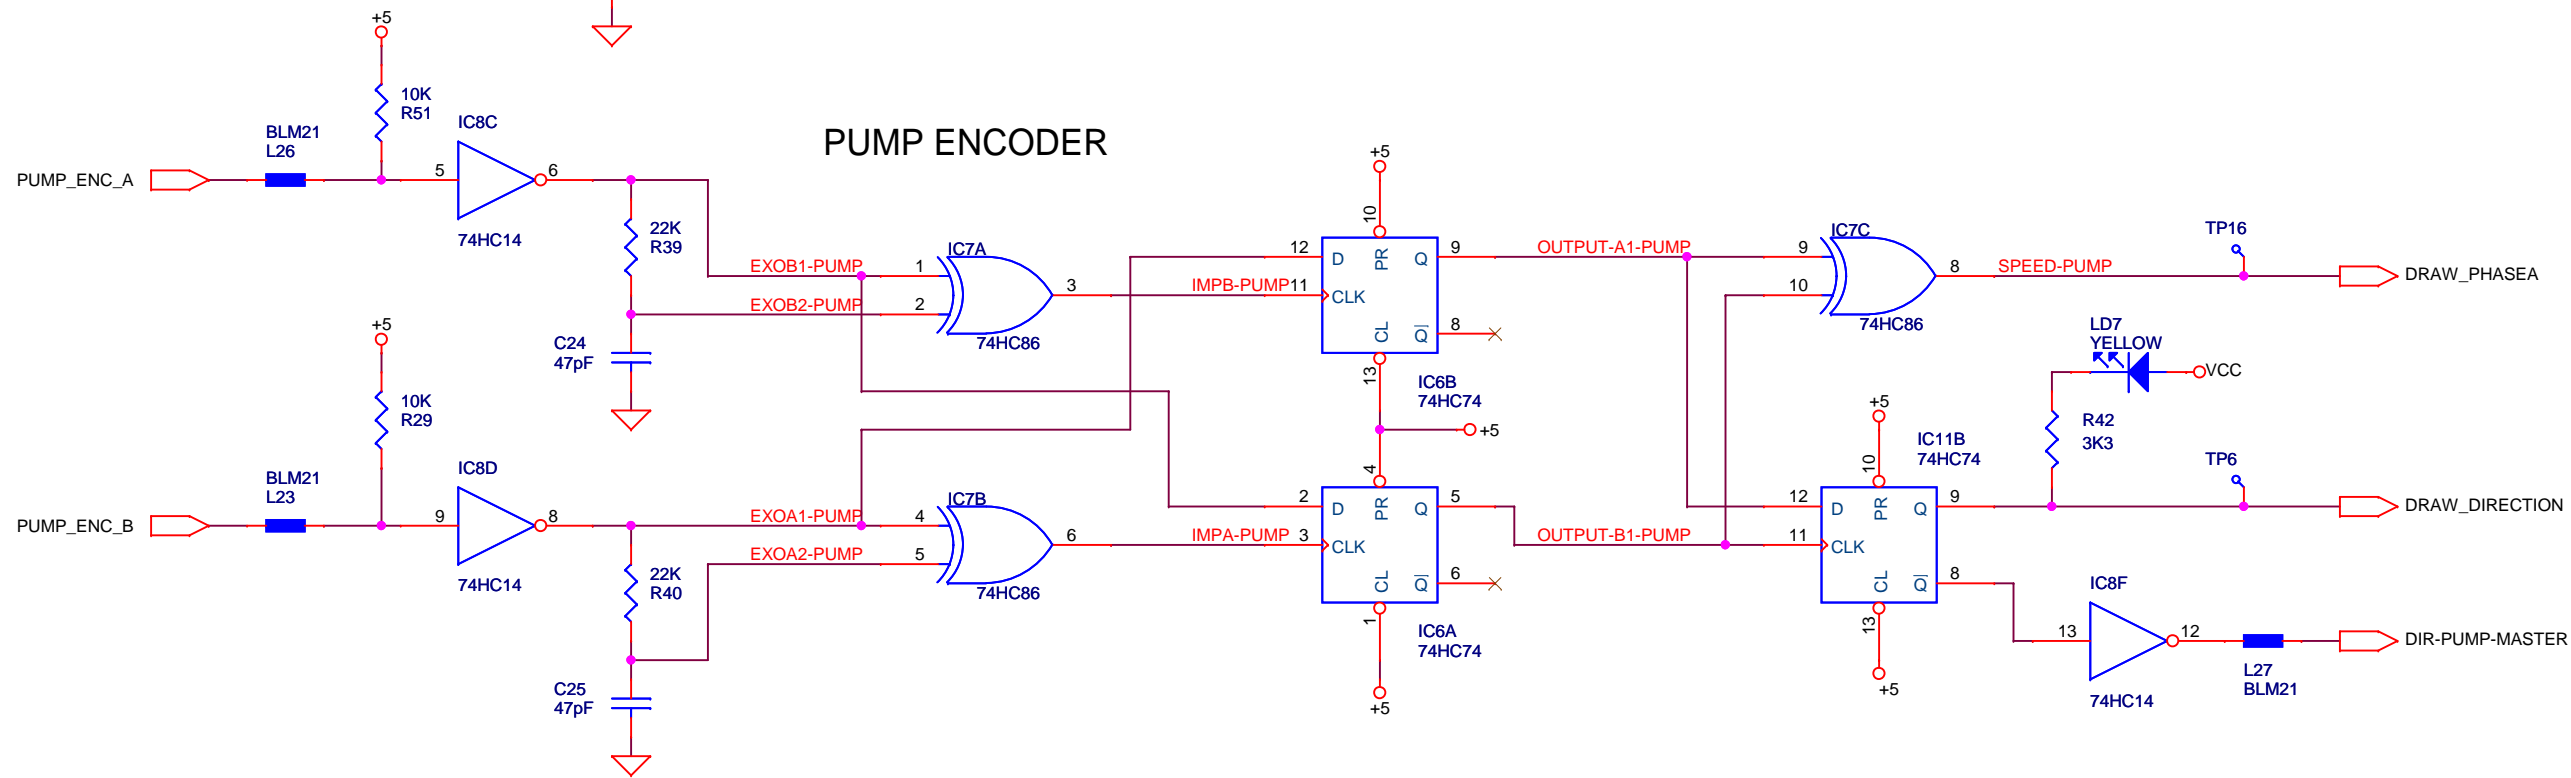 PUMP ENCODER
+5
10K
R51
BLM21
L26
PUMP_ENC_A
5
IC8C
6
74HC14
22K
R39
C24
47pF
EXOB1-PUMP
EXOB2-PUMP
1
2
IC7A
3
74HC86
IMPB-PUMP
+5
10
12
11
D
CLK
PR
CL
Q
Q
9
8
13
IC6B
74HC74
+5
OUTPUT-A1-PUMP
9
10
IC7C
8
74HC86
SPEED-PUMP
TP16
DRAW_PHASEA
+5
10K
R29
BLM21
L23
PUMP_ENC_B
9
IC8D
8
74HC14
22K
R40
C25
47pF
EXOA1-PUMP
EXOA2-PUMP
4
5
IC7B
6
74HC86
IMPA-PUMP
4
2
3
D
CLK
PR
CL
Q
Q
5
6
1
IC6A
74HC74
+5
OUTPUT-B1-PUMP
+5
10
IC11B
74HC74
12
11
D
CLK
PR
CL
Q
Q
9
8
13
+5
LD7
YELLOW
VCC
R42
3K3
TP6
DRAW_DIRECTION
13
IC8F
12
74HC14
L27
BLM21
DIR-PUMP-MASTER